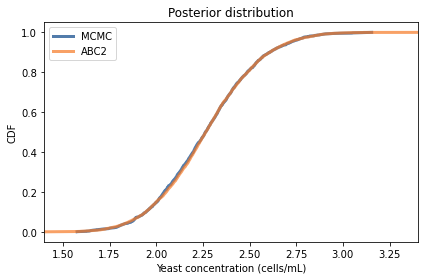 Posterior distribution
MCMC
ABC2
CDF
1.0
0.8
0.6
0.4
0.2
0.0
1.50 1.75 2.00 2.25 2.50 2.75 3.00 3.25
Yeast concentration (cells/mL)